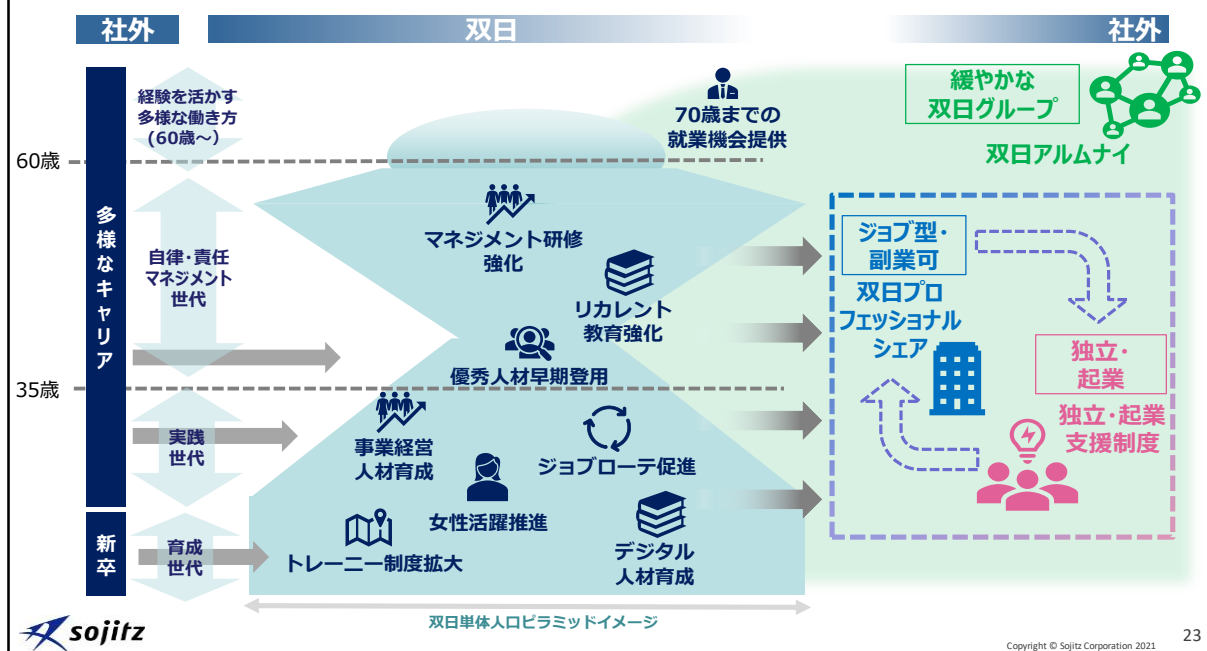 社外
双日
社外
経験を活かす
多様な働き方
(60歳～)
70歳までの
就業機会提供
緩やかな
双日グループ
双日アルムナイ
60歳
多様なキャリア
自律・責任
マネジメント
世代
マネジメント研修
強化
リカレント
教育強化
ジョブ型・
副業可
双日プロ
フェッショナル
シェア
独立・
起業
独立・起業
支援制度
優秀人材早期登用
35歳
実践
世代
事業経営
人材育成
ジョブローテ促進
女性活躍推進
新卒
育成
世代
トレーニー制度拡大
デジタル
人材育成
双日単体人口ピラミッドイメージ
sojitz
Copyright © Sojitz Corporation 2021
23